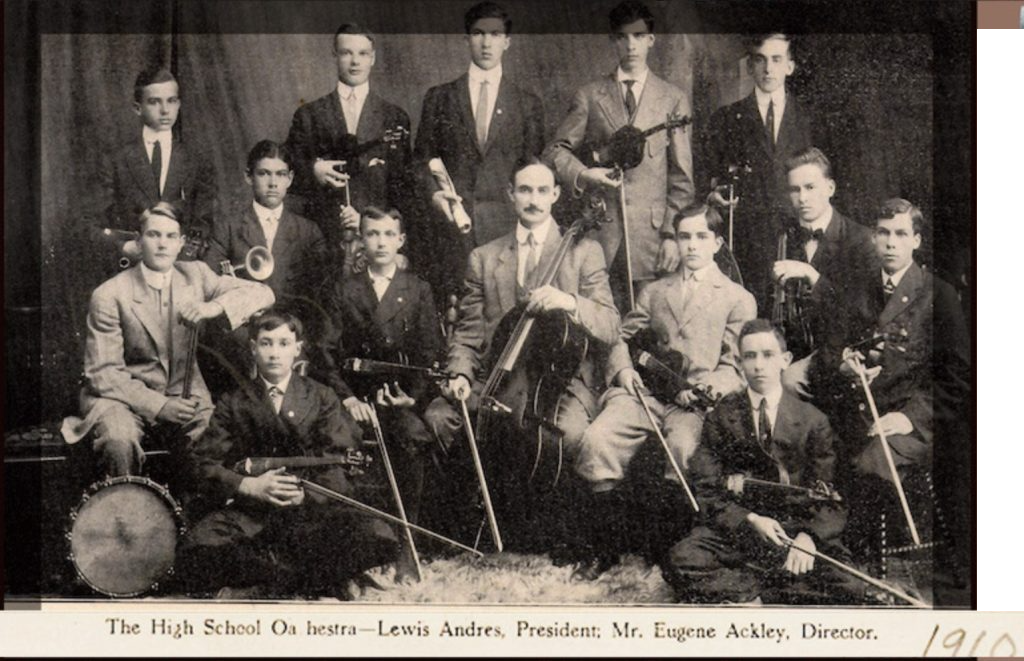 The High School Oa hestra—Lewis Andres, President; Mr. Eugene Ackley, Director.
1910